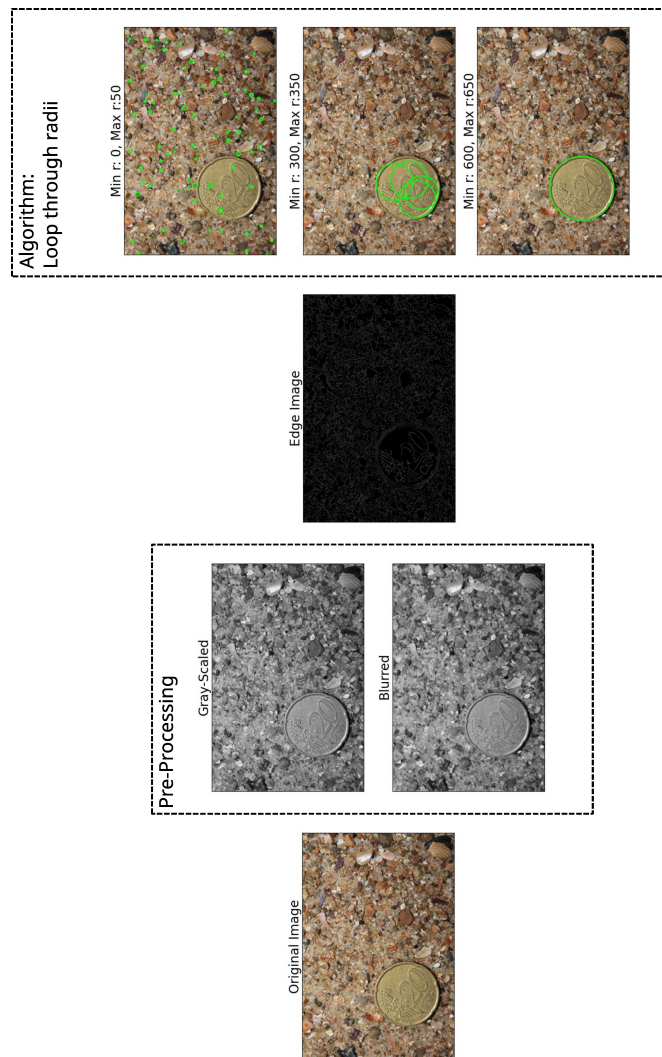 Original Image
Pre-Processing
Gray-Scaled
Blurred
Edge Image
Algorithm:
Loop through radii
Min r: 0, Max r:50
Min r: 300, Max r:350
Min r: 600, Max r:650
20